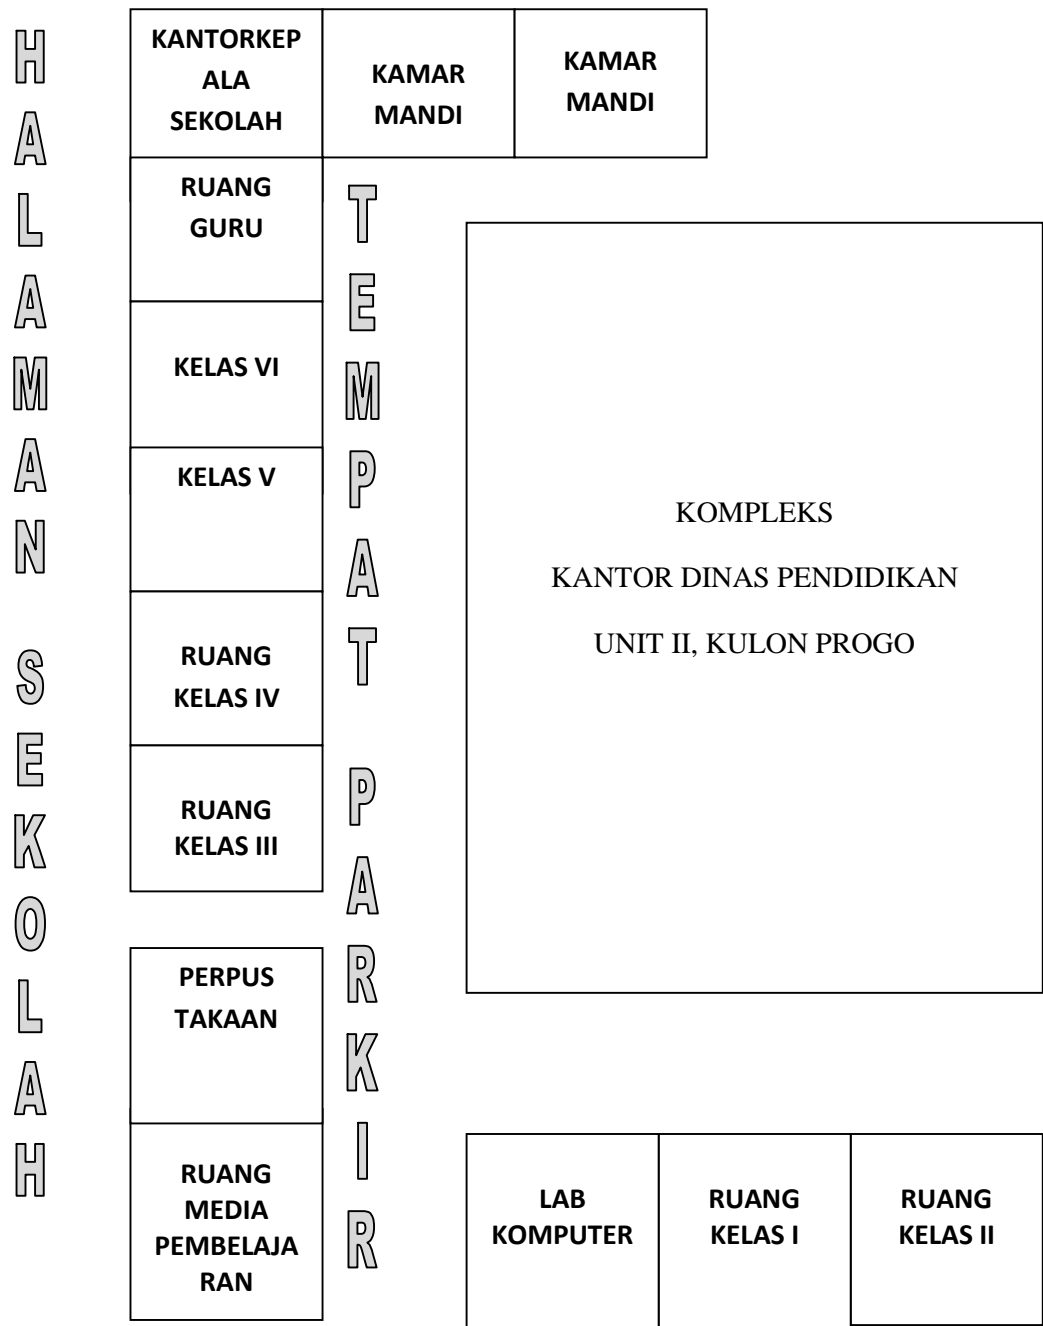 HALAMAN SEKOLAH
KANTORKEP
ALA
SEKOLAH
KAMAR
MANDI
KAMAR
MANDI
RUANG
GURU
TEMPAT PARKIR
KELAS VI
KELAS V
RUANG
KELAS IV
RUANG
KELAS III
KOMPLEKS
KANTOR DINAS PENDIDIKAN
UNIT II, KULON PROGO
PERPUS
TAKAAN
RUANG
MEDIA
PEMBELAJA
RAN
LAB
KOMPUTER
RUANG
KELAS I
RUANG
KELAS II